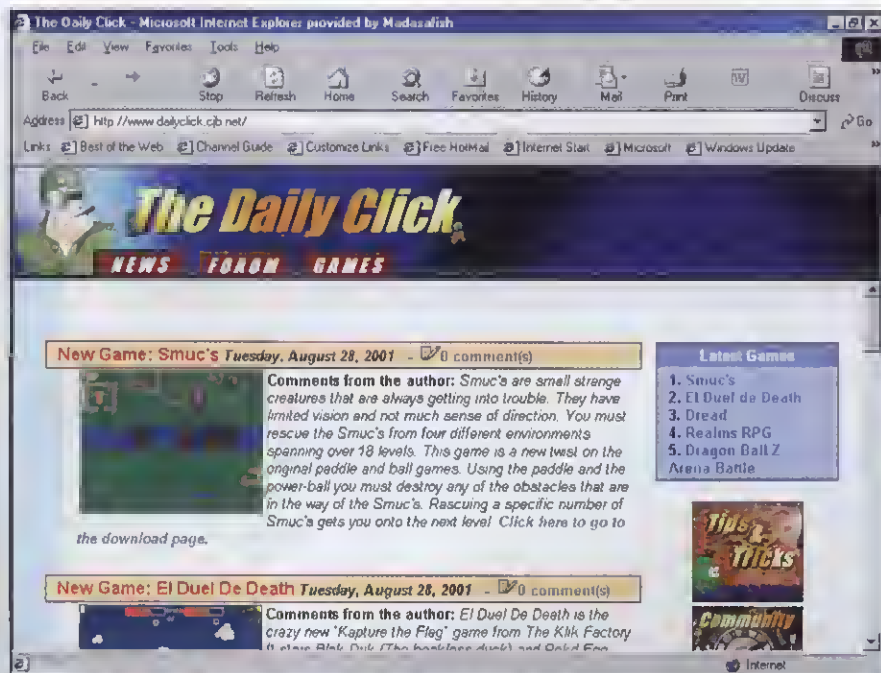 The Daily Click - Microsoft Internet Explorer provided by Madasafish
File Edit View Favorites Tools Help
Back Stop Refresh Home Search Favorites History Mail Print Discuss
Address http://www.dailyclick.cjb.net/ Go
Links Best of the Web Channel Guide Customize Links Free HotMail Internet Start Microsoft Windows Update
The Daily Click
NEWS FORUM GAMES
New Game: Smuc's Tuesday, August 28, 2001 - 0 comment(s)
Comments from the author: Smuc's are small strange
creatures that are always getting into trouble. They have
limited vision and not much sense of direction. You must
rescue the Smuc's from four different environments
spanning over 18 levels. This game is a new twist on the
original paddle and ball games. Using the paddle and the
power-ball you must destroy any of the obstacles that are
in the way of the Smuc's. Rascuing a specific number of
Smuc's gets you onto the next level Click here to go to
the download page.
Latest Games
1. Smuc's
2. El Duel de Death
3. Dread
4. Realms RPG
5. Dragon Ball Z
Arena Battle
Tips &
Tricks
New Game: El Duel De Death Tuesday, August 28, 2001 - 0 comment(s)
Comments from the author: El Duel De Death is the
crazy new 'Kapture the Flag' game from The Klik Factory
Community
Internet